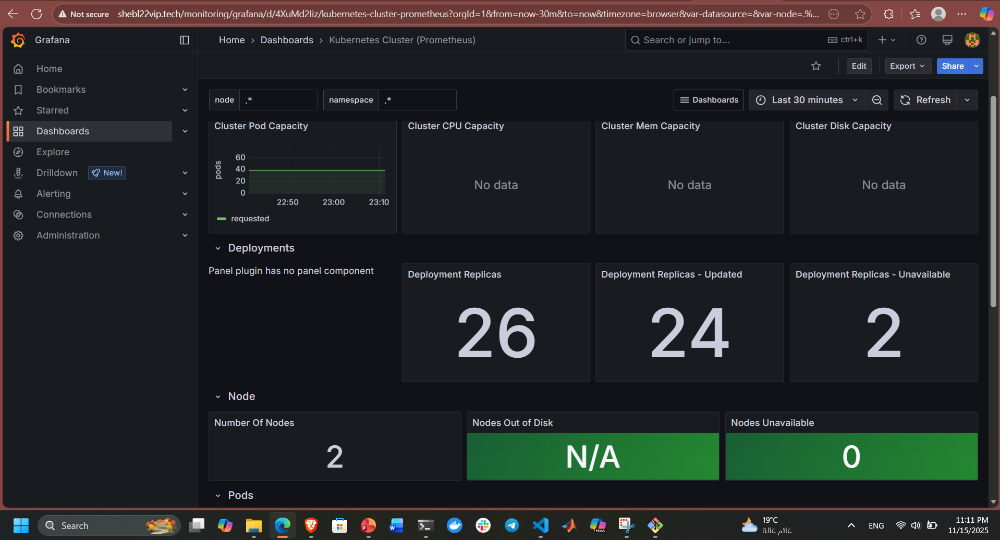 Not secure
shebl22vip.tech/monitoring/grafana/d/4XuMd2Iiz/kubernetes-cluster-prometheus?orgId=1&from=now-30m&to=now&timezone=browser&var-datasource=&var-node=.%...
Grafana
Home › Dashboards › Kubernetes Cluster (Prometheus)
Search or jump to...
ctrl+k
Home
Bookmarks
Starred
Dashboards
Explore
Drilldown
New!
Alerting
Connections
Administration
Edit
Export
Share
node
.*
namespace
.*
Dashboards
Last 30 minutes
Refresh
Cluster Pod Capacity
pods
60
40
20
0
22:50
23:00
23:10
requested
Cluster CPU Capacity
No data
Cluster Mem Capacity
No data
Cluster Disk Capacity
No data
Deployments
Panel plugin has no panel component
Deployment Replicas
26
Deployment Replicas - Updated
24
Deployment Replicas - Unavailable
2
Node
Number Of Nodes
2
Nodes Out of Disk
N/A
Nodes Unavailable
0
Pods
Search
P
W
M365
19°C
غائم غالبًا
ENG
11:11 PM
11/15/2025